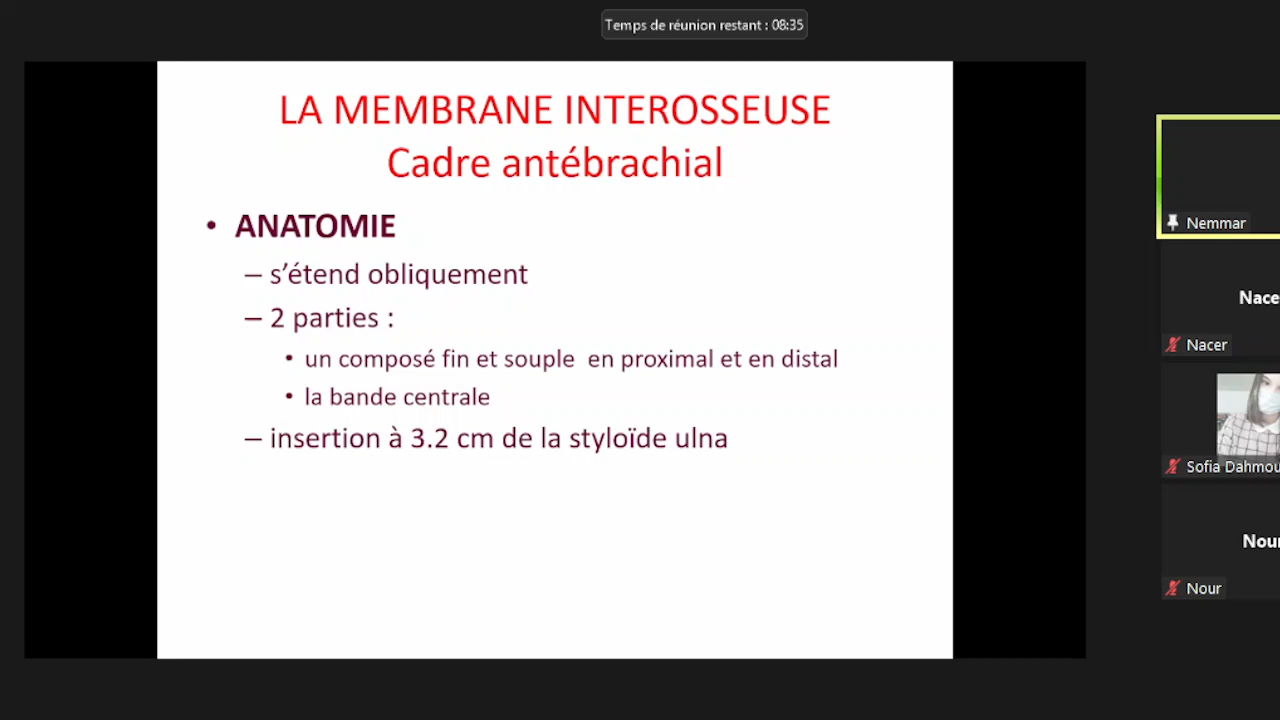 Temps de réunion restant : 08:35
LA MEMBRANE INTEROSSEUSE
Cadre antébrachial
• ANATOMIE
– s’étend obliquement
– 2 parties :
• un composé fin et souple en proximal et en distal
• la bande centrale
– insertion à 3.2 cm de la styloïde ulna
Nemmar
Nace
Nacer
Sofia Dahmou
Nour
Nour